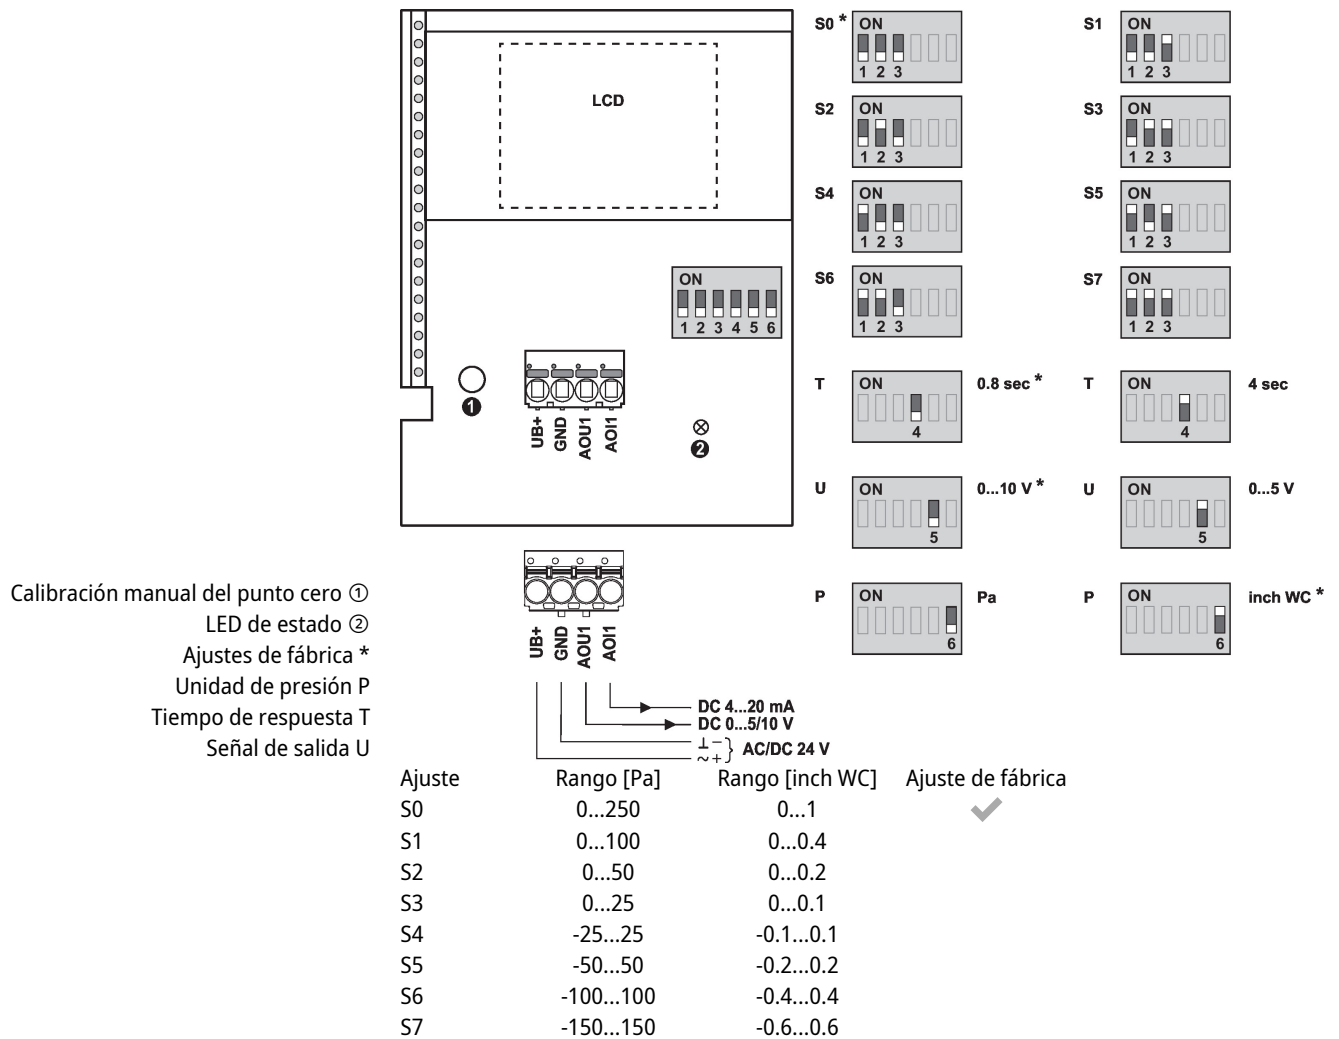 LCD
ON
1 2 3 4 5 6
❶
UB+
GND
AOU1
AOI1
❷
S0 *
ON
1 2 3
S1
ON
1 2 3
S2
ON
1 2 3
S3
ON
1 2 3
S4
ON
1 2 3
S5
ON
1 2 3
S6
ON
1 2 3
S7
ON
1 2 3
T
ON
4
0.8 sec *
T
ON
4
4 sec
U
ON
5
0...10 V *
U
ON
5
0...5 V
P
ON
6
Pa
P
ON
6
inch WC *
Calibración manual del punto cero ①
LED de estado ②
Ajustes de fábrica *
Unidad de presión P
Tiempo de respuesta T
Señal de salida U
UB+
GND
AOU1
AOI1
DC 4...20 mA
DC 0...5/10 V
⊥ −
~ +
AC/DC 24 V
Ajuste Rango [Pa] Rango [inch WC] Ajuste de fábrica
S0 0...250 0...1 ✔
S1 0...100 0...0.4
S2 0...50 0...0.2
S3 0...25 0...0.1
S4 -25...25 -0.1...0.1
S5 -50...50 -0.2...0.2
S6 -100...100 -0.4...0.4
S7 -150...150 -0.6...0.6